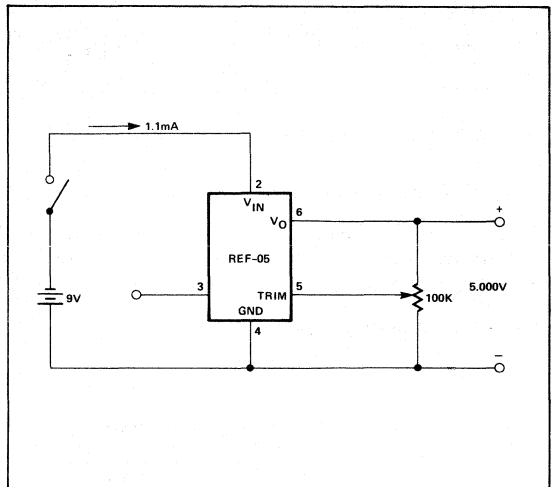 1.1mA
2
VIN
VO
6
REF-05
3
TRIM
5
GND
4
9V
100K
+
5.000V
−